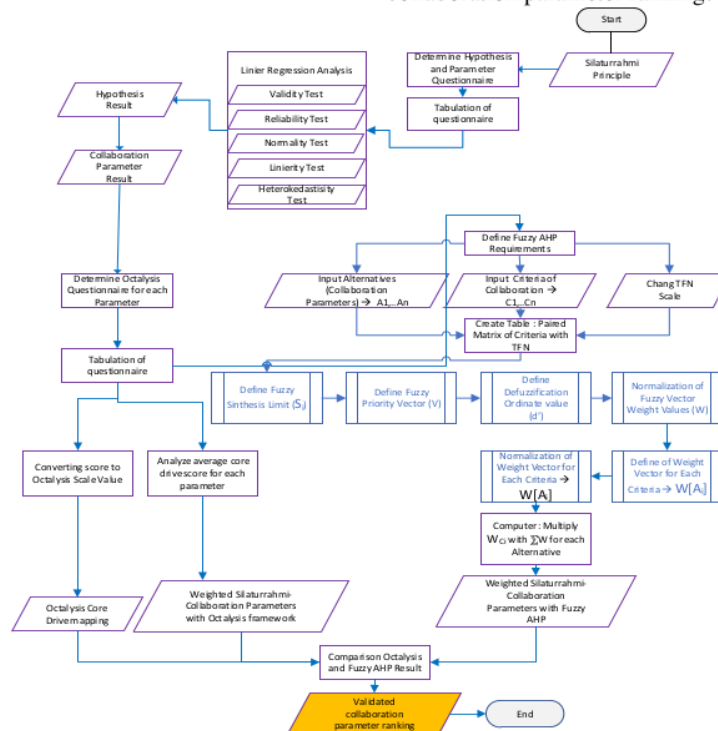 Start
Silaturrahmi
Principle
Determine Hypothesis
and Parameter
Questionnaire
Tabulation of
questionnaire
Linier Regression Analysis
Validity Test
Reliability Test
Normality Test
Linierity Test
Heterokedastisity
Test
Hypothesis
Result
Collaboration
Parameter
Result
Determine Octalysis
Questionnaire for each
Parameter
Tabulation of
questionnaire
Define Fuzzy AHP
Requirements
Input Alternatives
(Collaboration
Parameters) → A1,...An
Input Criteria of
Collaboration →
C1,..Cn
Chang TFN
Scale
Create Table : Paired
Matrix of Criteria with
TFN
Define Fuzzy
Sinthesis Limit (Sᵢ)
Define Fuzzy
Priority Vector (V)
Define
Defuzzification
Ordinate value (d')
Normalization of
Fuzzy Vector
Weight Values (W)
Define of Weight
Vector for Each
Criteria → W[Aᵢ]
Normalization
of Weight Vector for
Each Criteria →
W[Aᵢ]
Computer : Multiply
W Ci with ∑W for each
Alternative
Weighted Silaturrahmi-
Collaboration
Parameters with Fuzzy
AHP
Converting score to
Octalysis Scale Value
Analyze average core
drivescore for each
parameter
Octalysis Core
Drivemapping
Weighted Silaturrahmi-
Collaboration Parameters
with Octalysis framework
Comparison Octalysis
and Fuzzy AHP Result
Validated
collaboration
parameter ranking
End